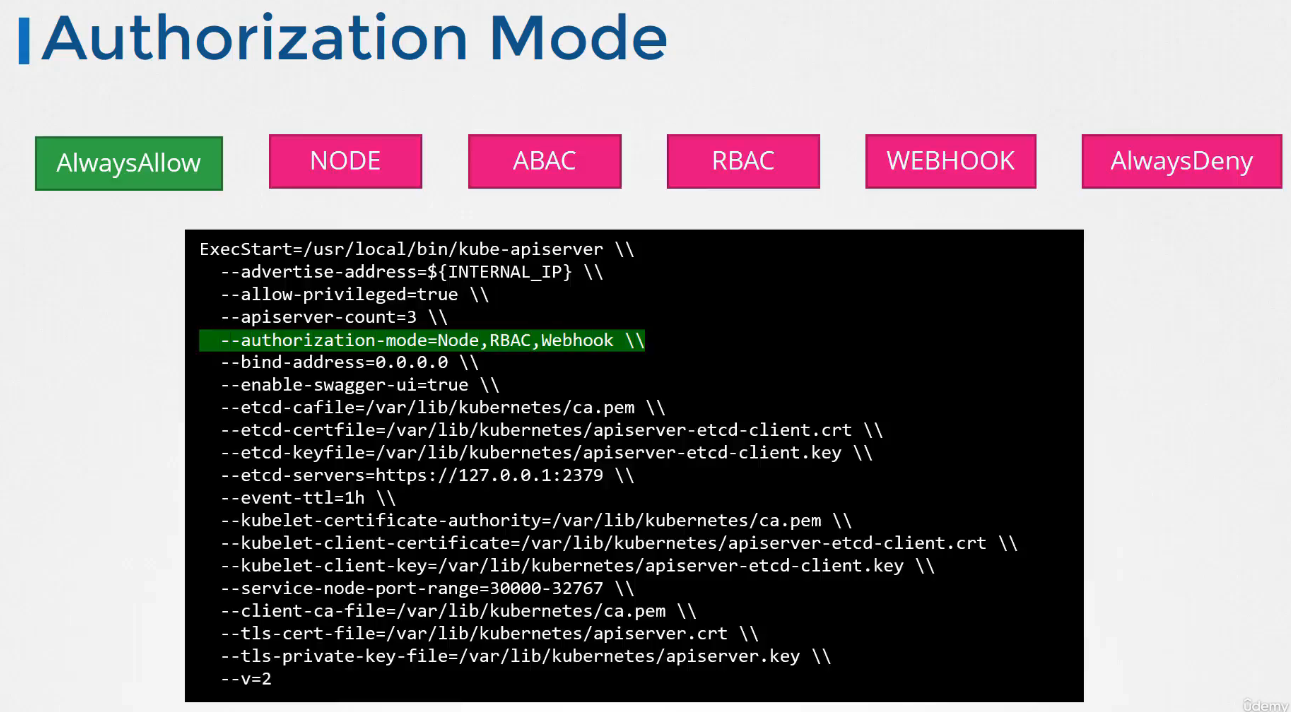 Authorization Mode
AlwaysAllow
NODE
ABAC
RBAC
WEBHOOK
AlwaysDeny
ExecStart=/usr/local/bin/kube-apiserver \\
--advertise-address=${INTERNAL_IP} \\
--allow-privileged=true \\
--apiserver-count=3 \\
--authorization-mode=Node,RBAC,Webhook \\
--bind-address=0.0.0.0 \\
--enable-swagger-ui=true \\
--etcd-cafile=/var/lib/kubernetes/ca.pem \\
--etcd-certfile=/var/lib/kubernetes/apiserver-etcd-client.crt \\
--etcd-keyfile=/var/lib/kubernetes/apiserver-etcd-client.key \\
--etcd-servers=https://127.0.0.1:2379 \\
--event-ttl=1h \\
--kubelet-certificate-authority=/var/lib/kubernetes/ca.pem \\
--kubelet-client-certificate=/var/lib/kubernetes/apiserver-etcd-client.crt \\
--kubelet-client-key=/var/lib/kubernetes/apiserver-etcd-client.key \\
--service-node-port-range=30000-32767 \\
--client-ca-file=/var/lib/kubernetes/ca.pem \\
--tls-cert-file=/var/lib/kubernetes/apiserver.crt \\
--tls-private-key-file=/var/lib/kubernetes/apiserver.key \\
--v=2
ûdemy